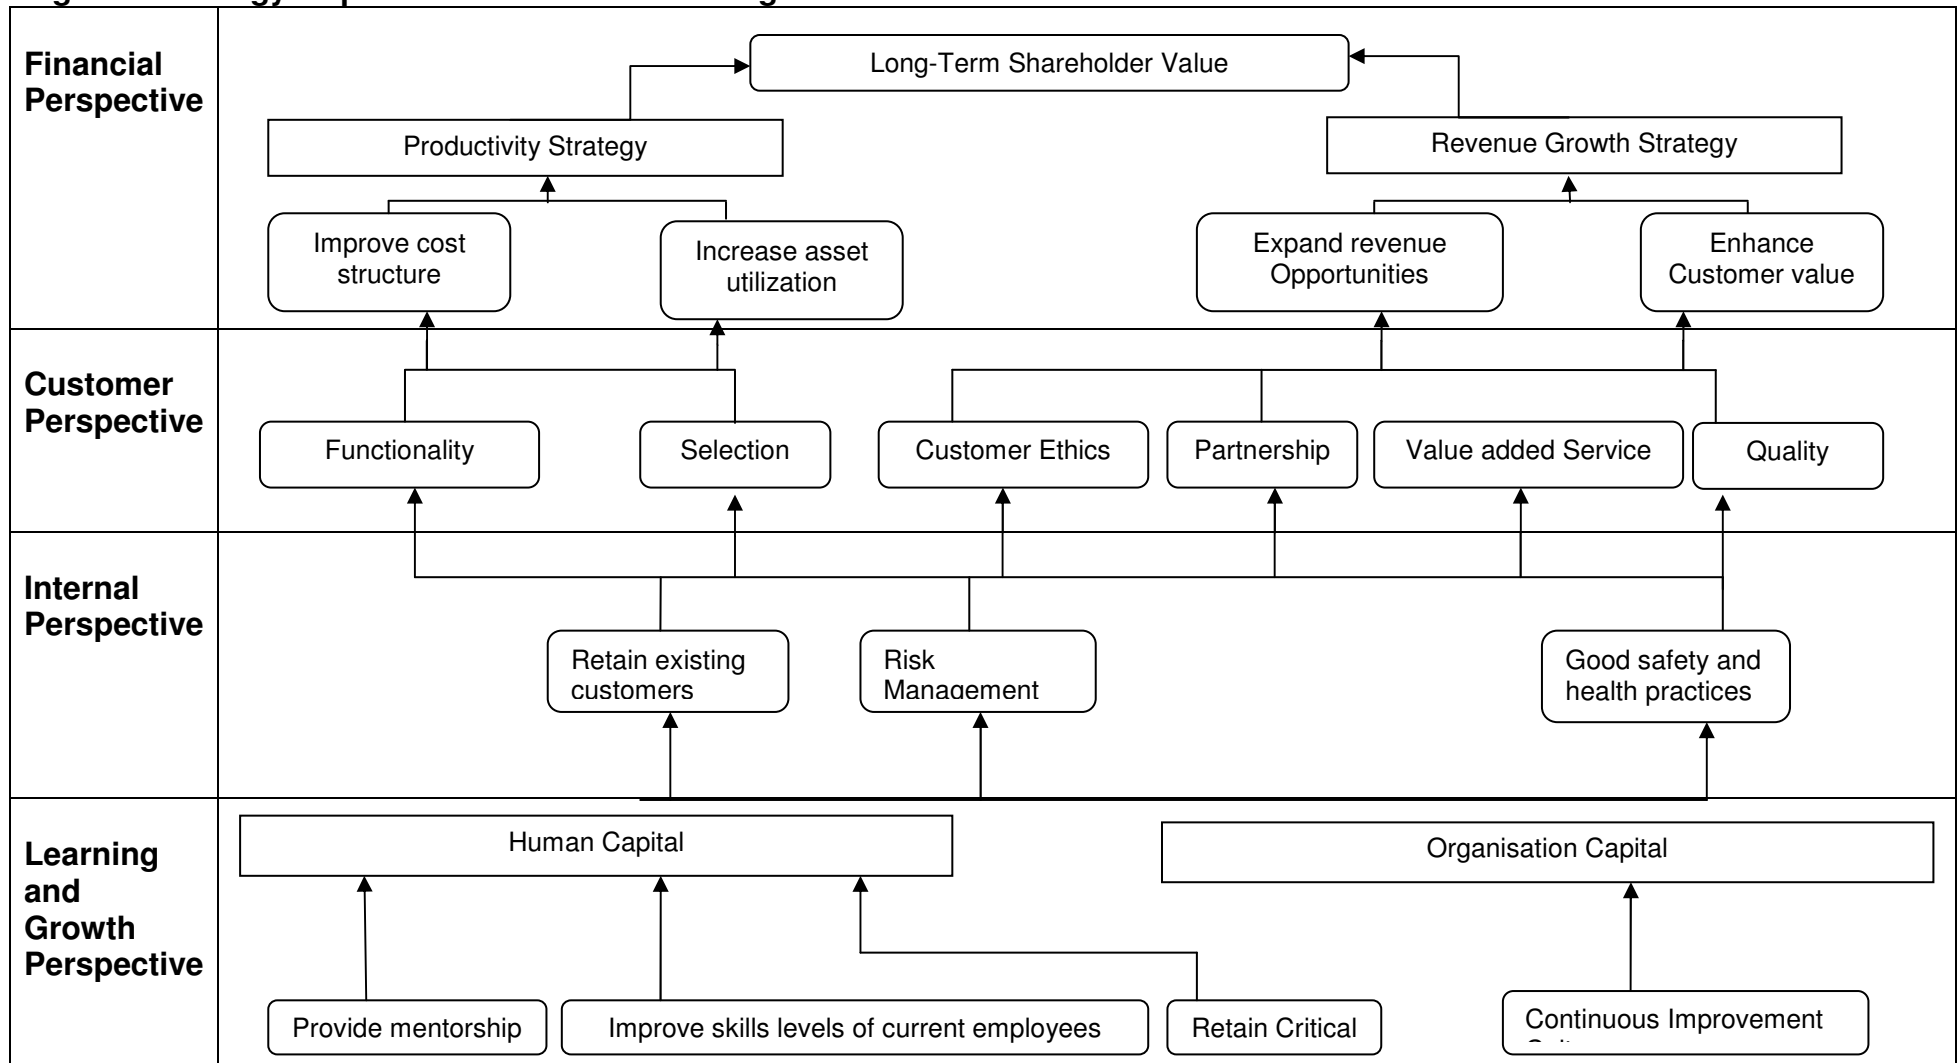 Financial
Perspective
Long-Term Shareholder Value
Productivity Strategy
Revenue Growth Strategy
Improve cost
structure
Increase asset
utilization
Expand revenue
Opportunities
Enhance
Customer value
Customer
Perspective
Functionality
Selection
Customer Ethics
Partnership
Value added Service
Quality
Internal
Perspective
Retain existing
customers
Risk
Management
Good safety and
health practices
Learning
and
Growth
Perspective
Human Capital
Organisation Capital
Provide mentorship
Improve skills levels of current employees
Retain Critical
Continuous Improvement